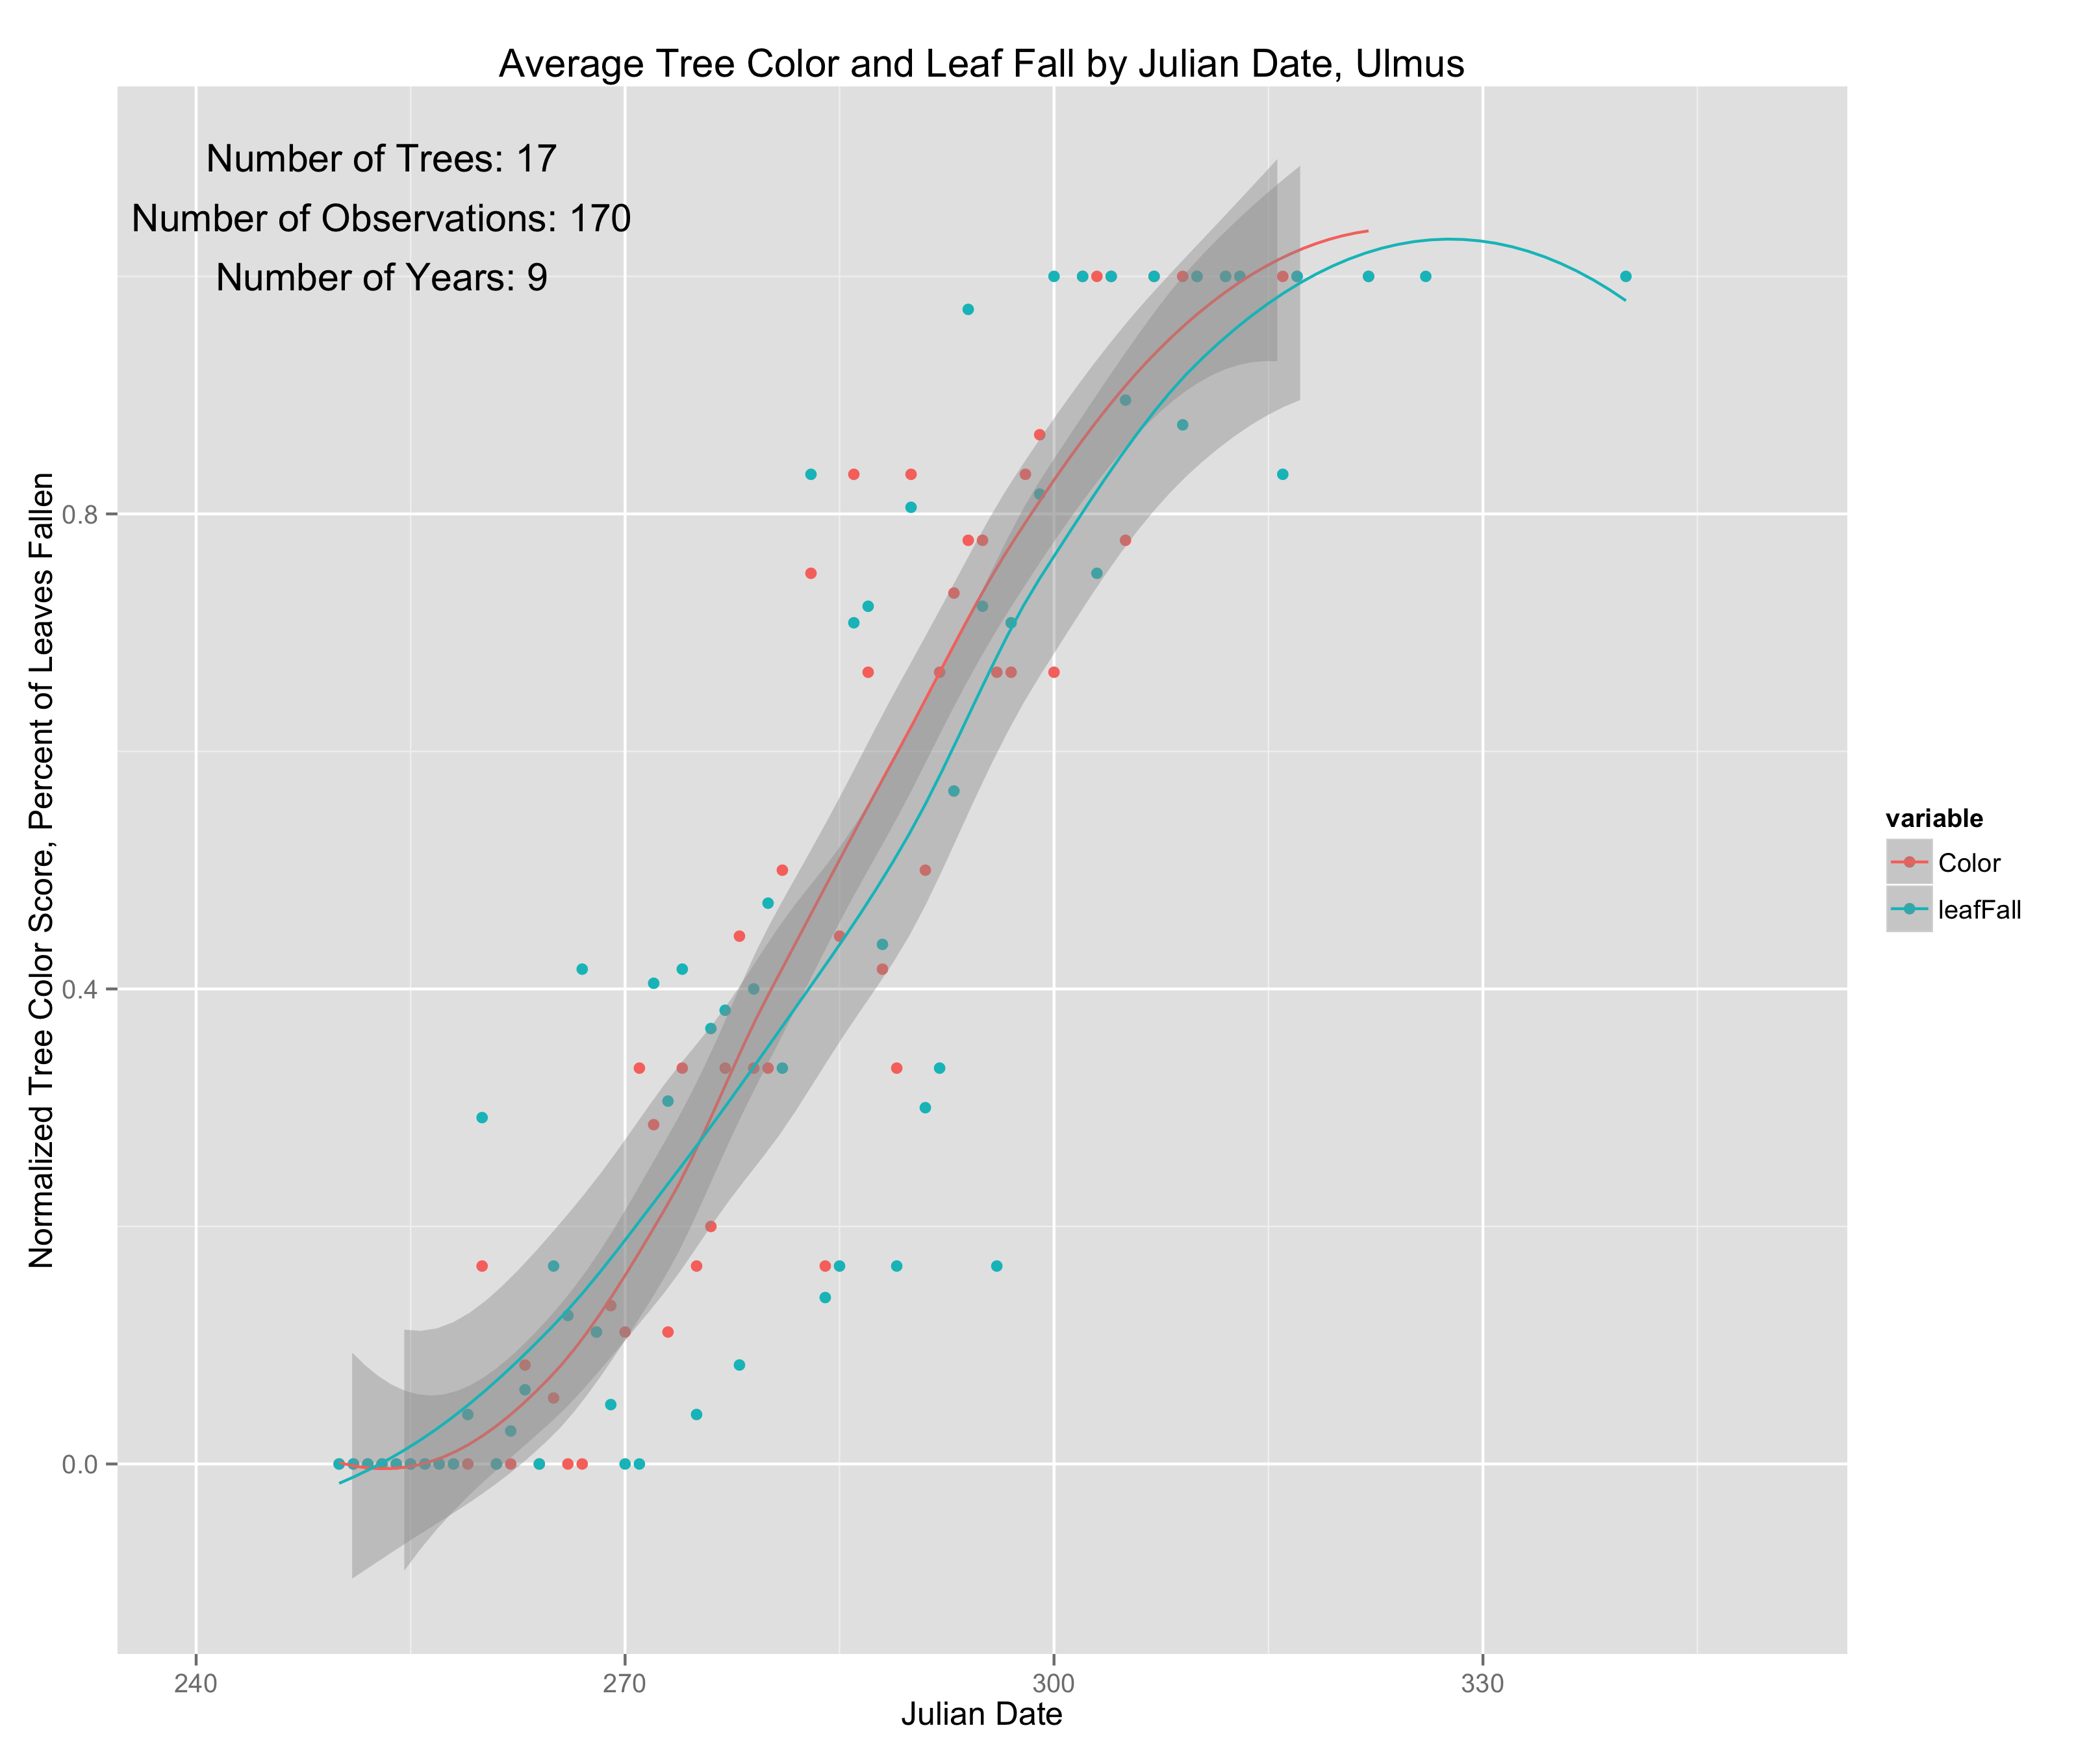 Average Tree Color and Leaf Fall by Julian Date, Ulmus
Number of Trees: 17
Number of Observations: 170
Number of Years: 9
Normalized Tree Color Score, Percent of Leaves Fallen
0.8
0.4
0.0
240
270
300
330
Julian Date
variable
Color
leafFall